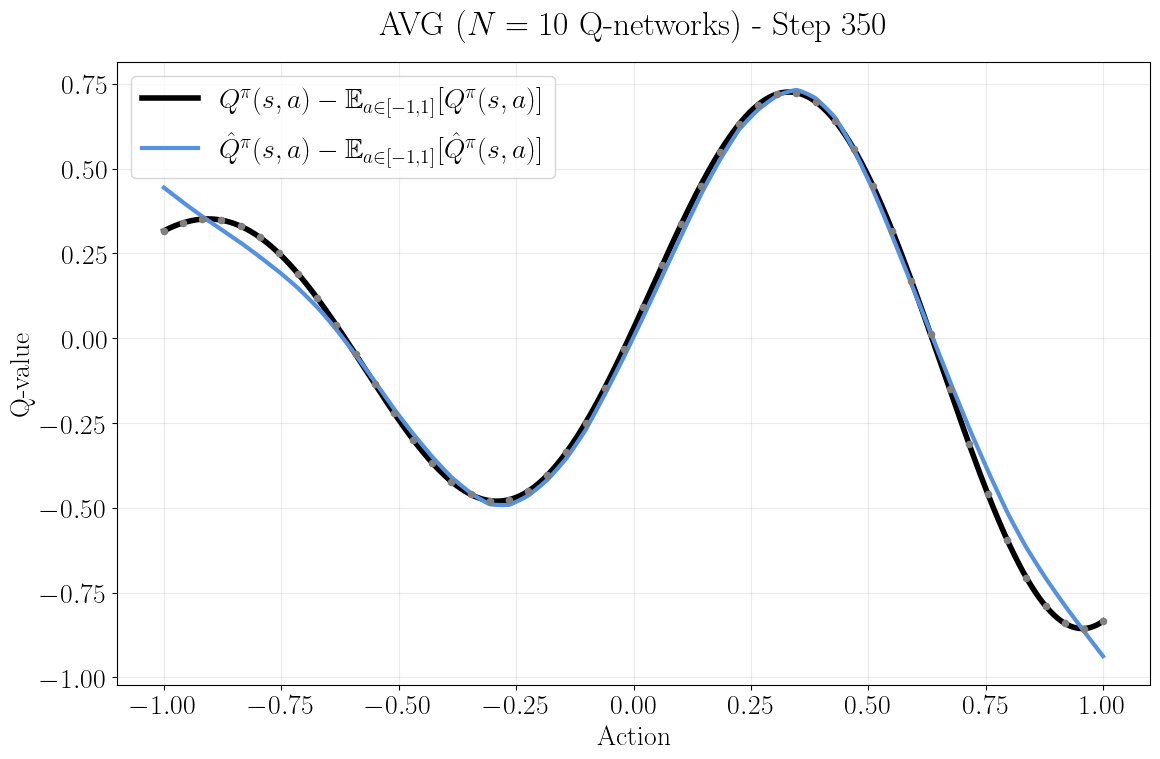 AVG (N = 10 Q-networks) - Step 350
Q^π(s, a) − 𝔼_{a∈[−1,1]}[Q^π(s, a)]
Q̂^π(s, a) − 𝔼_{a∈[−1,1]}[Q̂^π(s, a)]
Q-value
0.75
0.50
0.25
0.00
−0.25
−0.50
−0.75
−1.00
−1.00 −0.75 −0.50 −0.25 0.00 0.25 0.50 0.75 1.00
Action